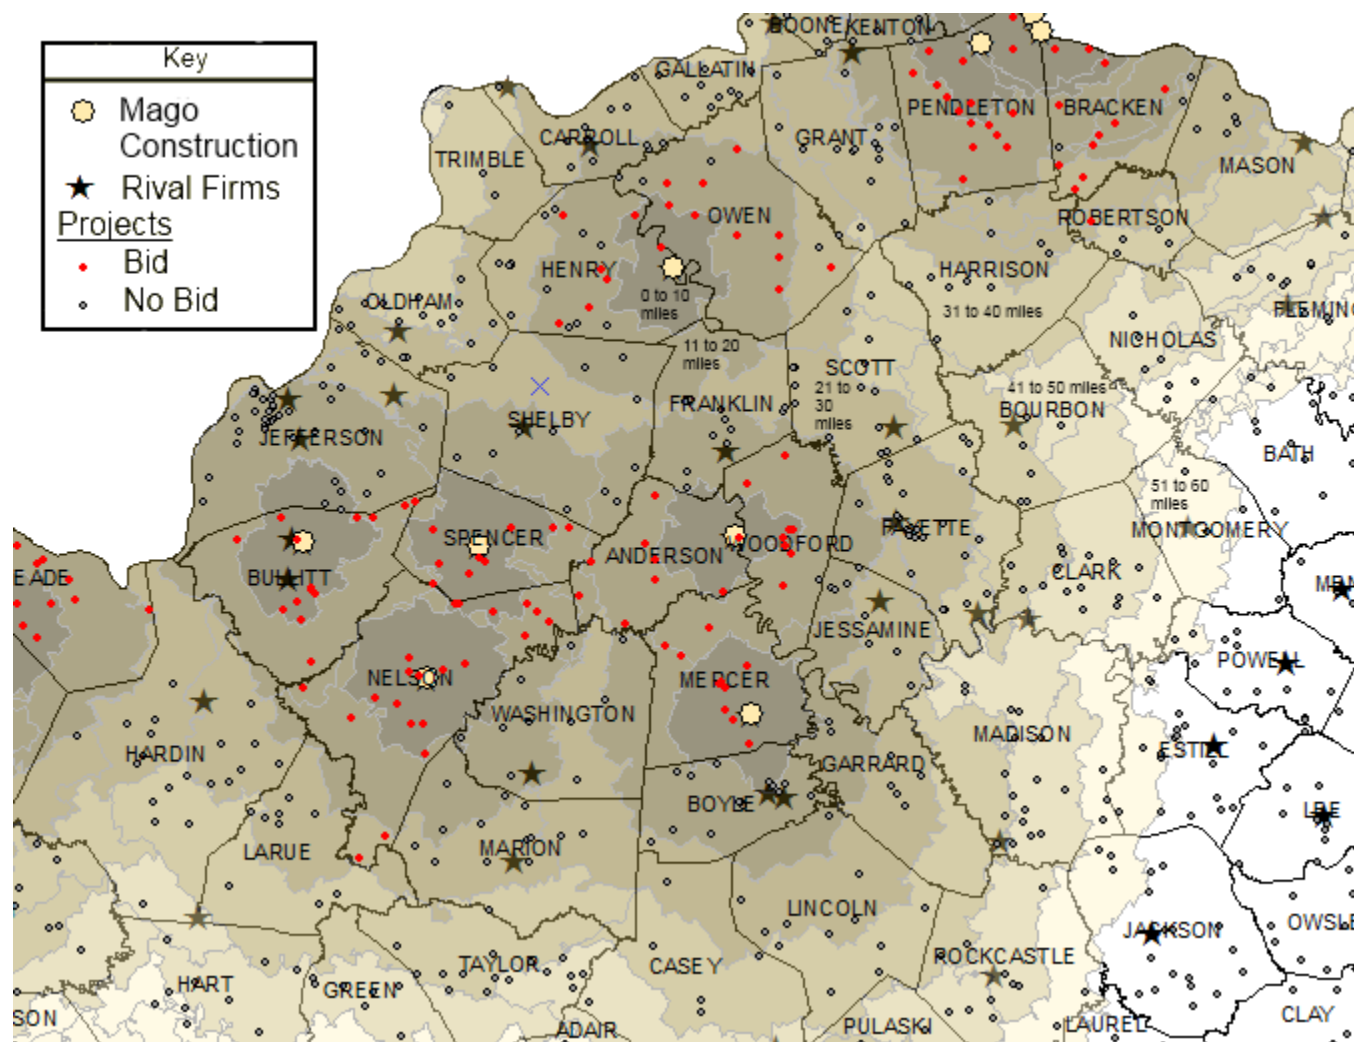 Key
Mago
Construction
Rival Firms
Projects
Bid
No Bid
BOONE
KENTON
GALLATIN
PENDLETON
BRACKEN
CARROLL
GRANT
TRIMBLE
MASON
OWEN
ROBERTSON
HENRY
HARRISON
0 to 10
miles
OLDHAM
31 to 40 miles
FLEMING
NICHOLAS
11 to 20
miles
SCOTT
21 to
30
miles
41 to 50 miles
BOURBON
SHELBY
FRANKLIN
JEFFERSON
BATH
51 to 60
miles
MONTGOMERY
FAYETTE
SPENCER
ANDERSON
WOODFORD
EADE
BULLITT
CLARK
JESSAMINE
POWELL
NELSON
MERCER
WASHINGTON
MADISON
HARDIN
ESTILL
GARRARD
BOYLE
LEE
LARUE
MARION
LINCOLN
OWSLE
JACKSON
ROCKCASTLE
TAYLOR
CASEY
HART
GREEN
SON
ADAIR
PULASKI
LAUREL
CLAY